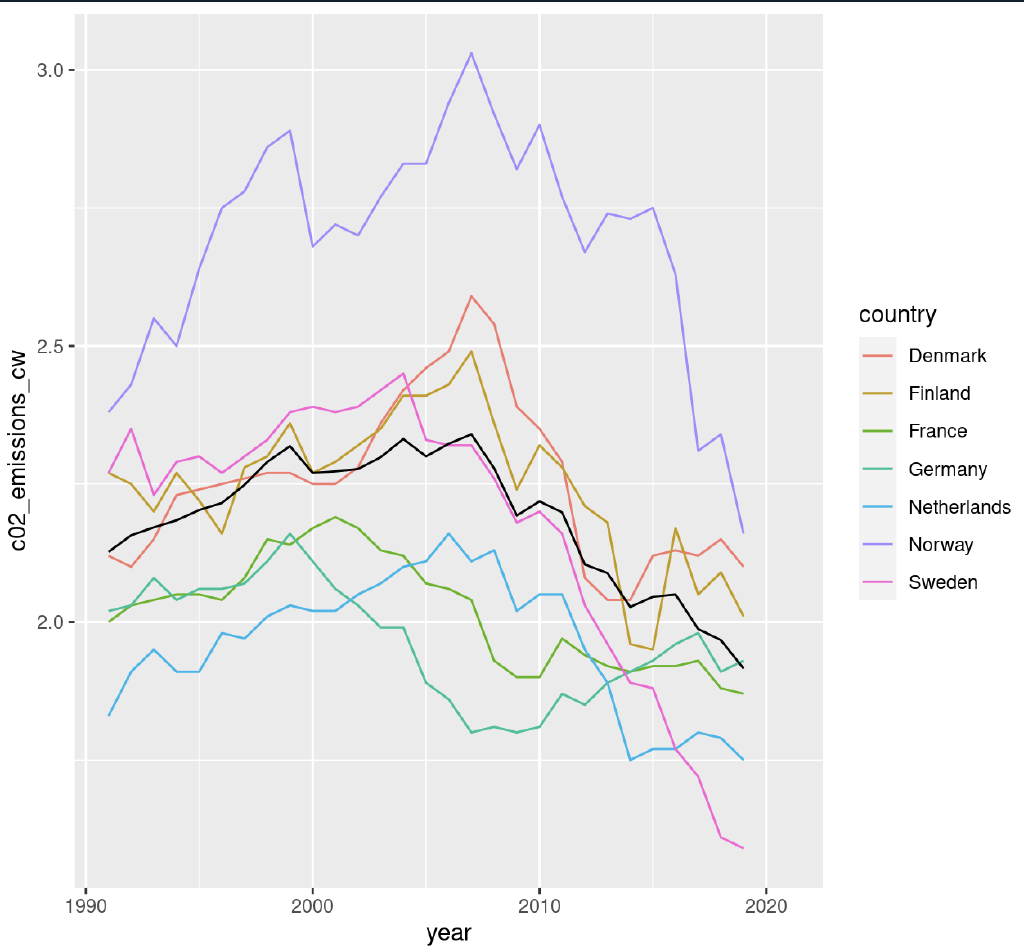 3.0
2.5
2.0
c02_emissions_cw
1990
2000
2010
2020
year
country
Denmark
Finland
France
Germany
Netherlands
Norway
Sweden